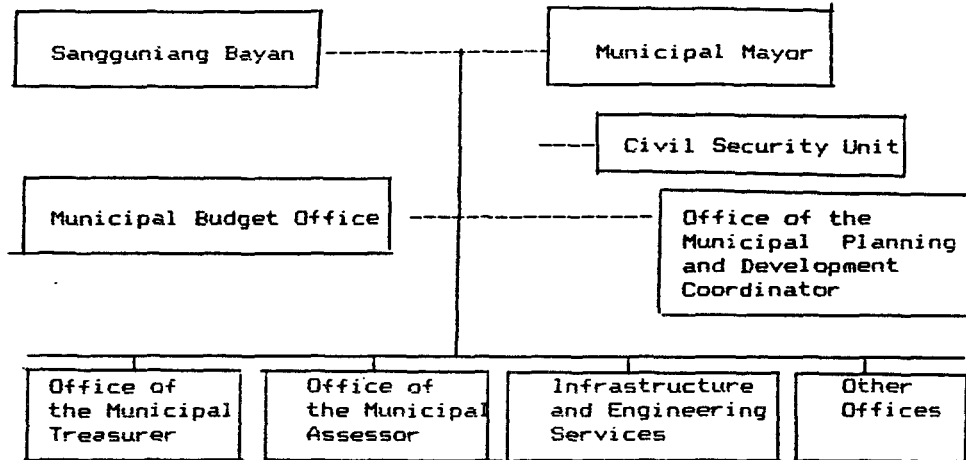 Sangguniang Bayan
Municipal Mayor
Civil Security Unit
Municipal Budget Office
Office of the
Municipal Planning
and Development
Coordinator
Office of
the Municipal
Treasurer
Office of
the Municipal
Assessor
Infrastructure
and Engineering
Services
Other
Offices